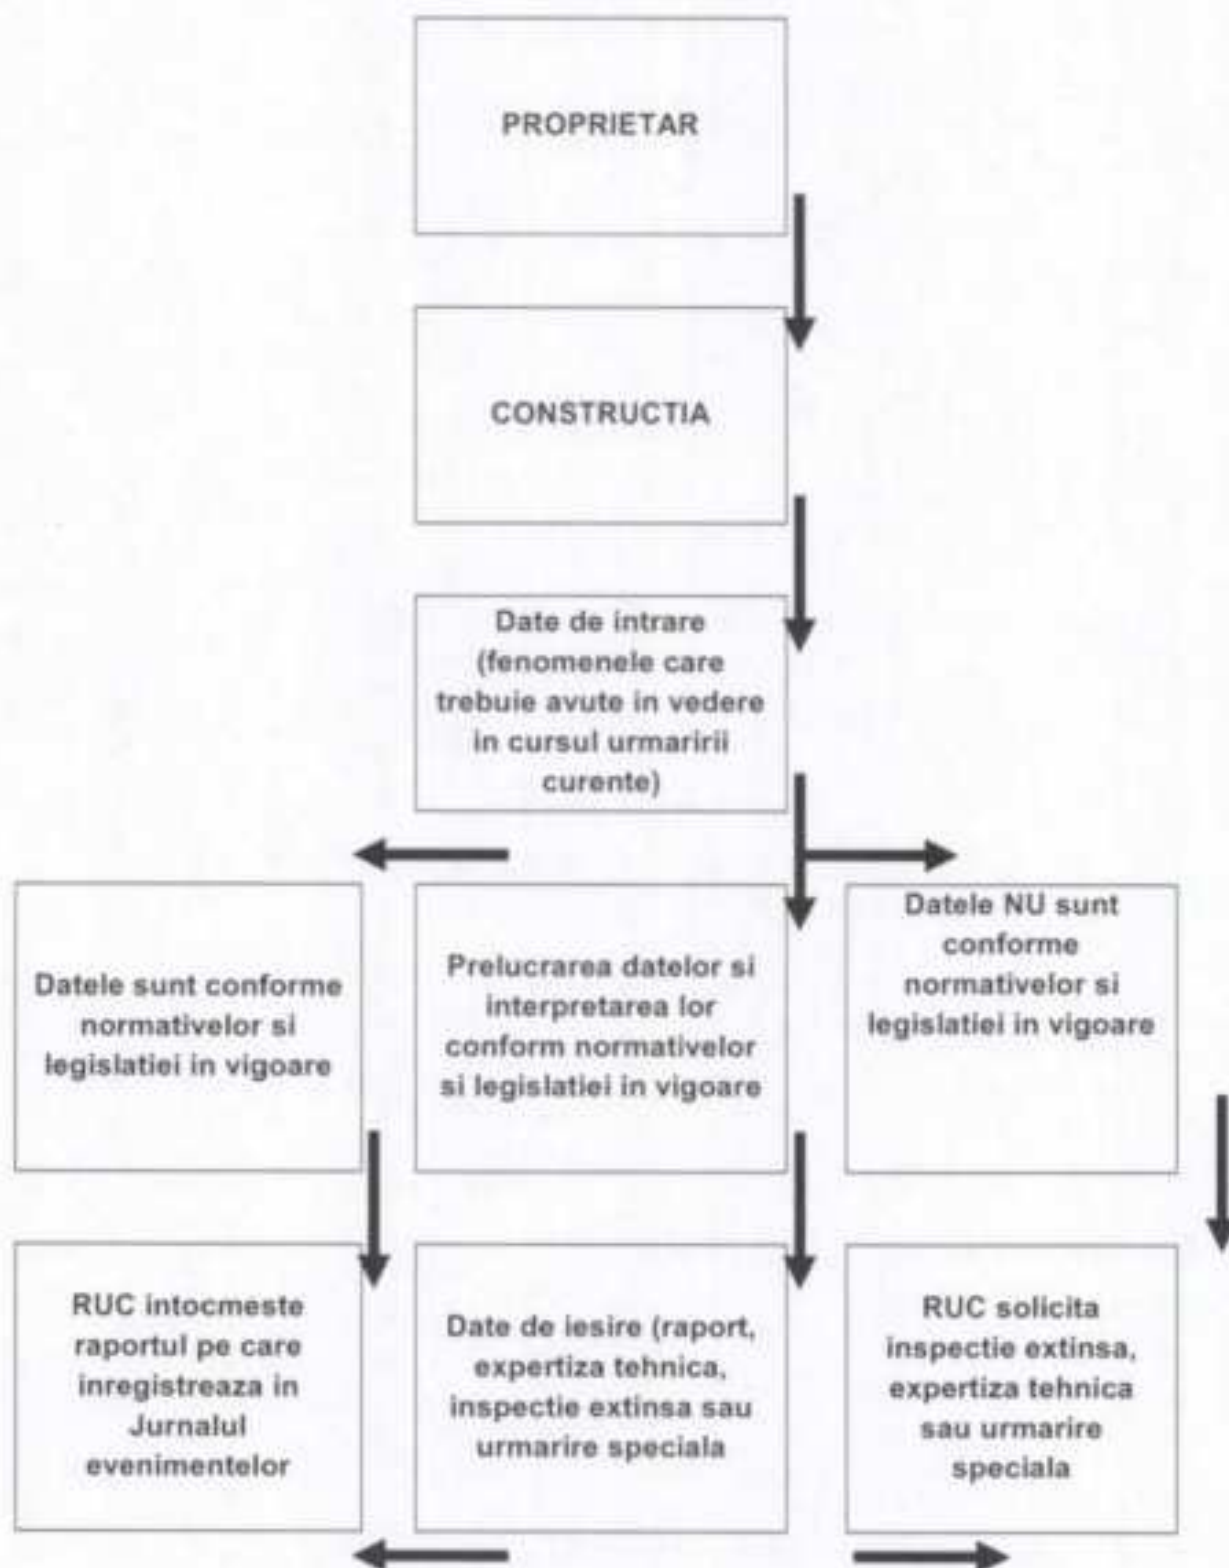 PROPRIETAR
CONSTRUCTIA
Date de intrare
(fenomenele care
trebuie avute in vedere
in cursul urmaririi
curente)
Datele sunt conforme
normativelor si
legislatiei in vigoare
Prelucrarea datelor si
interpretarea lor
conform normativelor
si legislatiei in vigoare
Datele NU sunt
conforme
normativelor si
legislatiei in vigoare
RUC intocmeste
raportul pe care
inregistreaza in
Jurnalul
evenimentelor
Date de iesire (raport,
expertiza tehnica,
inspectie extinsa sau
urmarire speciala
RUC solicita
inspectie extinsa,
expertiza tehnica
sau urmarire
speciala